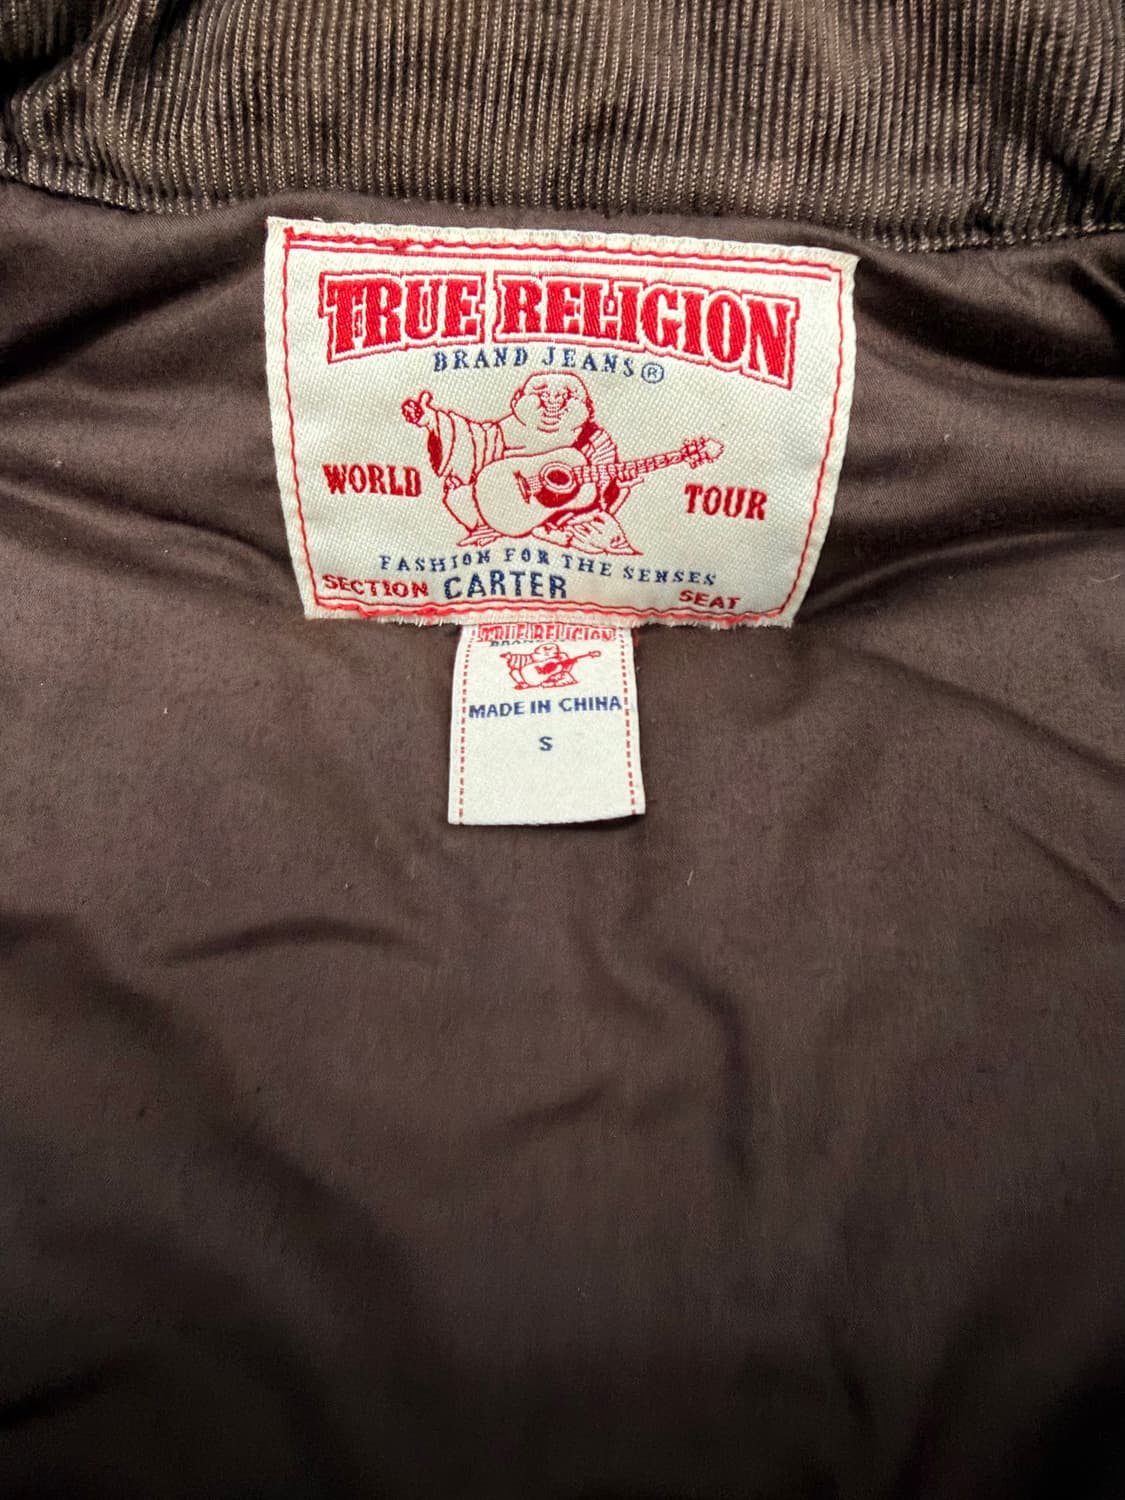 TRUE RELIGION
BRAND JEANS®
WORLD TOUR
FASHION FOR THE SENSES
SECTION CARTER SEAT
TRUE RELIGION
MADE IN CHINA
S